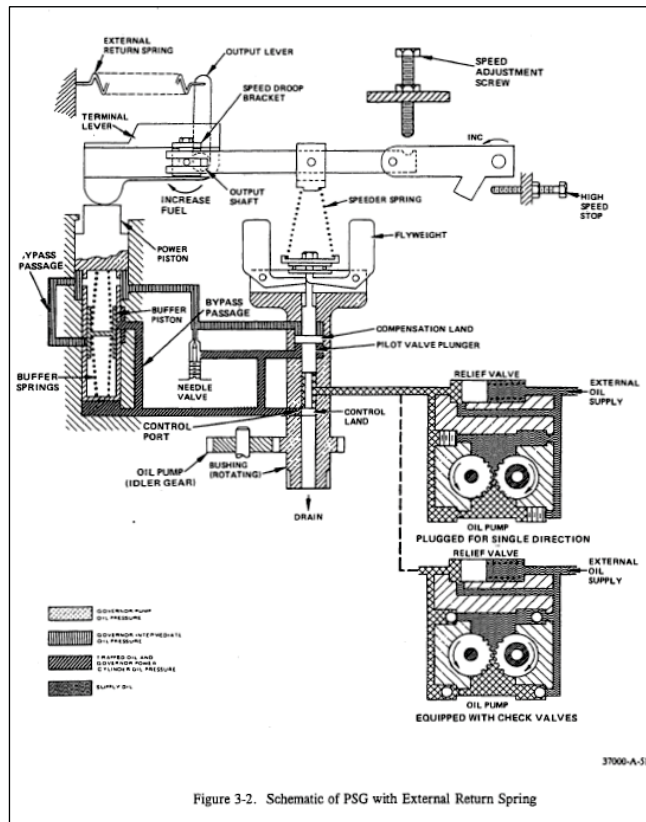 EXTERNAL
RETURN SPRING
OUTPUT LEVER
SPEED DROOP
BRACKET
TERMINAL
LEVER
SPEED
ADJUSTMENT
SCREW
INC
INCREASE
FUEL
OUTPUT
SHAFT
SPEEDER SPRING
HIGH
SPEED
STOP
FLYWEIGHT
POWER
PISTON
BYPASS
PASSAGE
BYPASS
PASSAGE
BUFFER
PISTON
COMPENSATION LAND
PILOT VALVE PLUNGER
BUFFER
SPRINGS
NEEDLE
VALVE
RELIEF VALVE
EXTERNAL
OIL
SUPPLY
CONTROL
PORT
CONTROL
LAND
OIL PUMP
(IDLER GEAR)
BUSHING
(ROTATING)
DRAIN
OIL PUMP
PLUGGED FOR SINGLE DIRECTION
RELIEF VALVE
EXTERNAL
OIL
SUPPLY
GOVERNOR PUMP
OIL PRESSURE
GOVERNOR INTERMEDIATE
OIL PRESSURE
TRAPPED OIL AND
GOVERNOR POWER
CYLINDER OIL PRESSURE
SUPPLY OIL
OIL PUMP
EQUIPPED WITH CHECK VALVES
37000-A-5
Figure 3-2. Schematic of PSG with External Return Spring